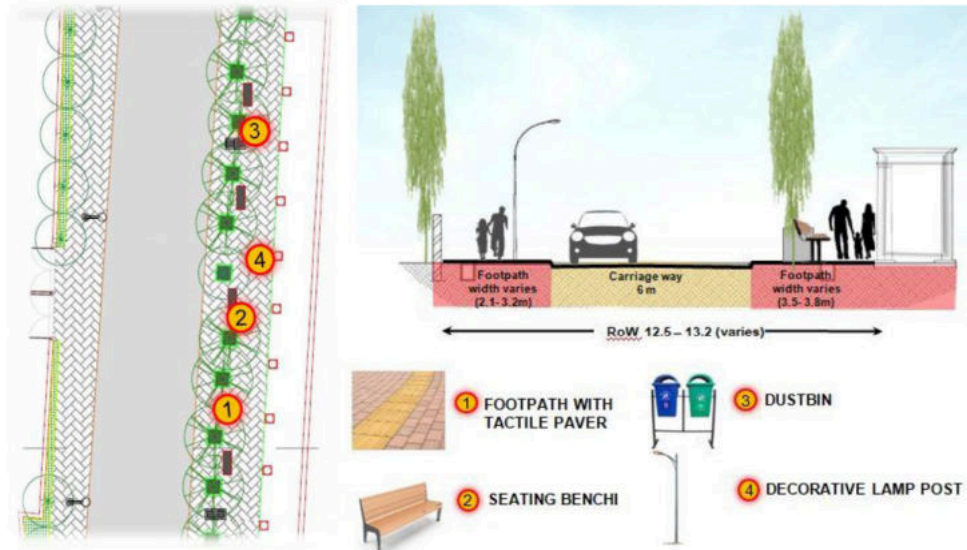 3
4
2
1
Footpath
width varies
(2.1- 3.2m)
Carriage way
6 m
Footpath
width varies
(3.5- 3.8m)
RoW 12.5 – 13.2 (varies)
1 FOOTPATH WITH
TACTILE PAVER
3 DUSTBIN
2 SEATING BENCHI
4 DECORATIVE LAMP POST